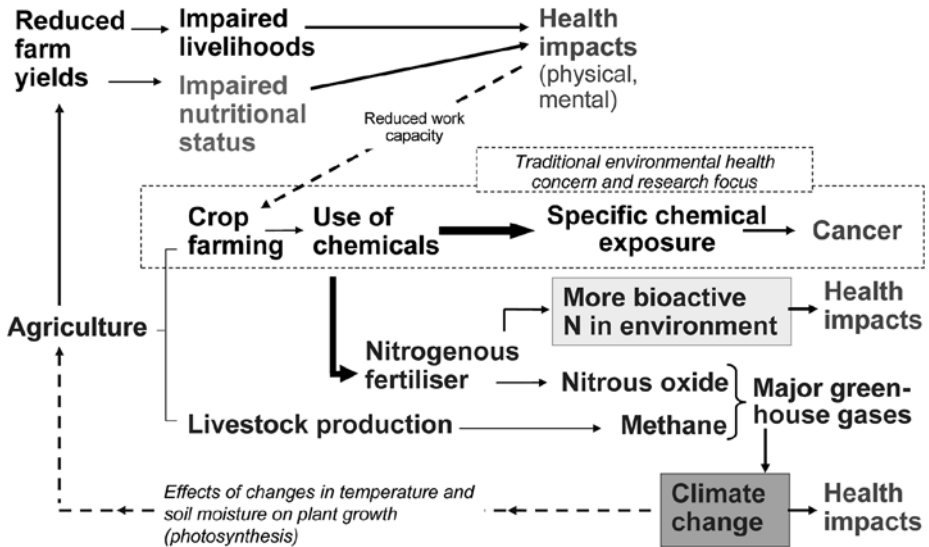 Reduced
farm
yields
Impaired
livelihoods
Impaired
nutritional
status
Health
impacts
(physical,
mental)
Reduced work
capacity
Traditional environmental health
concern and research focus
Crop
farming
Use of
chemicals
Specific chemical
exposure
Cancer
Agriculture
More bioactive
N in environment
Health
impacts
Nitrogenous
fertiliser
Nitrous oxide
Major green-
house gases
Livestock production
Methane
Effects of changes in temperature and
soil moisture on plant growth
(photosynthesis)
Climate
change
Health
impacts